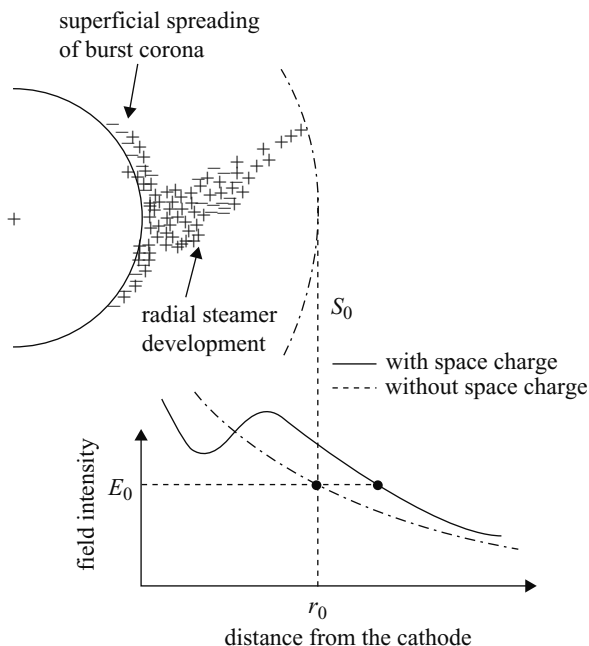 superficial spreading
of burst corona
radial steamer
development
S0
with space charge
without space charge
field intensity
E0
r0
distance from the cathode